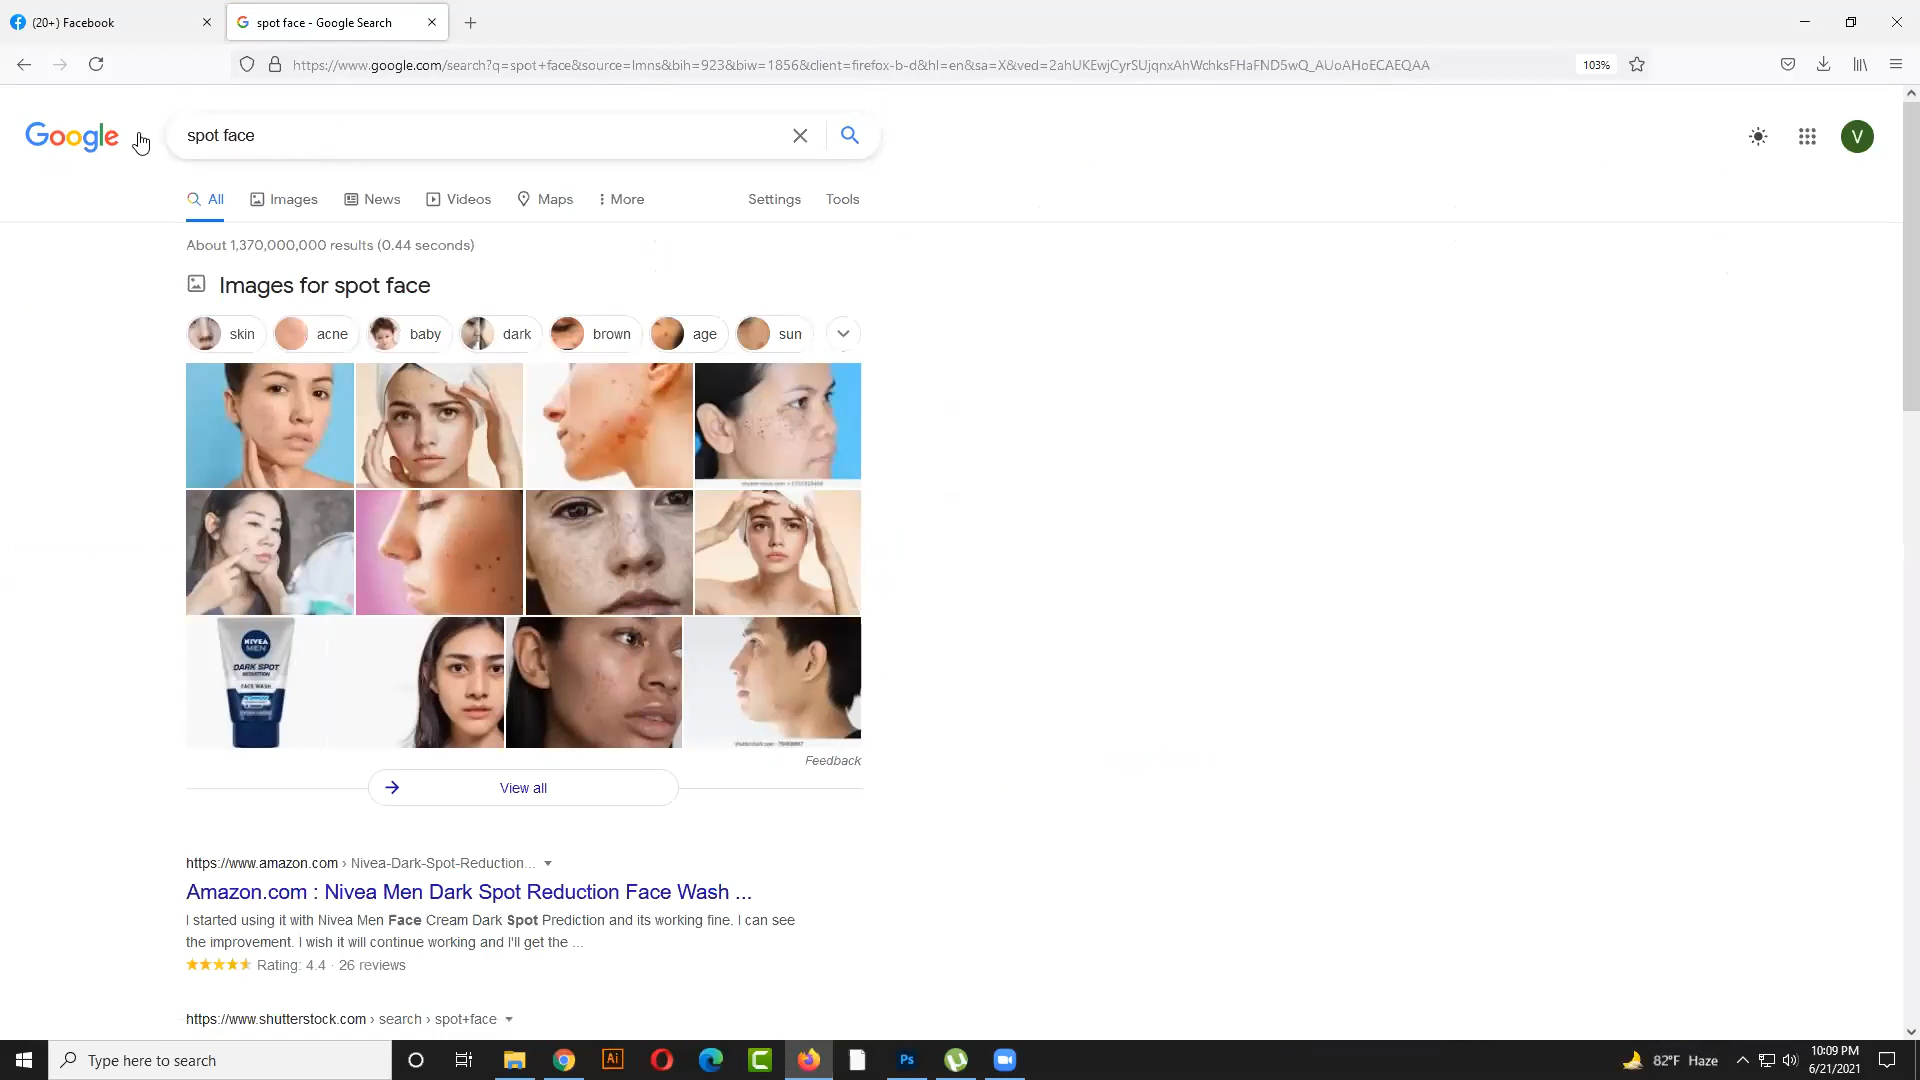 (20+) Facebook
spot face - Google Search
https://www.google.com/search?q=spot+face&source=lmns&bih=923&biw=1856&client=firefox-b-d&hl=en&sa=X&ved=2ahUKEwjCyrSUjqnxAhWchksFHaFND5wQ_AUoAHoECAEQAA
103%
Google
spot face
V
All
Images
News
Videos
Maps
More
Settings
Tools
About 1,370,000,000 results (0.44 seconds)
Images for spot face
skin
acne
baby
dark
brown
age
sun
NIVEA
MEN
DARK SPOT
REDUCTION
FACE WASH
Feedback
View all
https://www.amazon.com › Nivea-Dark-Spot-Reduction...
Amazon.com : Nivea Men Dark Spot Reduction Face Wash ...
I started using it with Nivea Men Face Cream Dark Spot Prediction and its working fine. I can see
the improvement. I wish it will continue working and I'll get the ...
Rating: 4.4 · 26 reviews
https://www.shutterstock.com › search › spot+face
Type here to search
Ai
Ps
82°F Haze
10:09 PM
6/21/2021